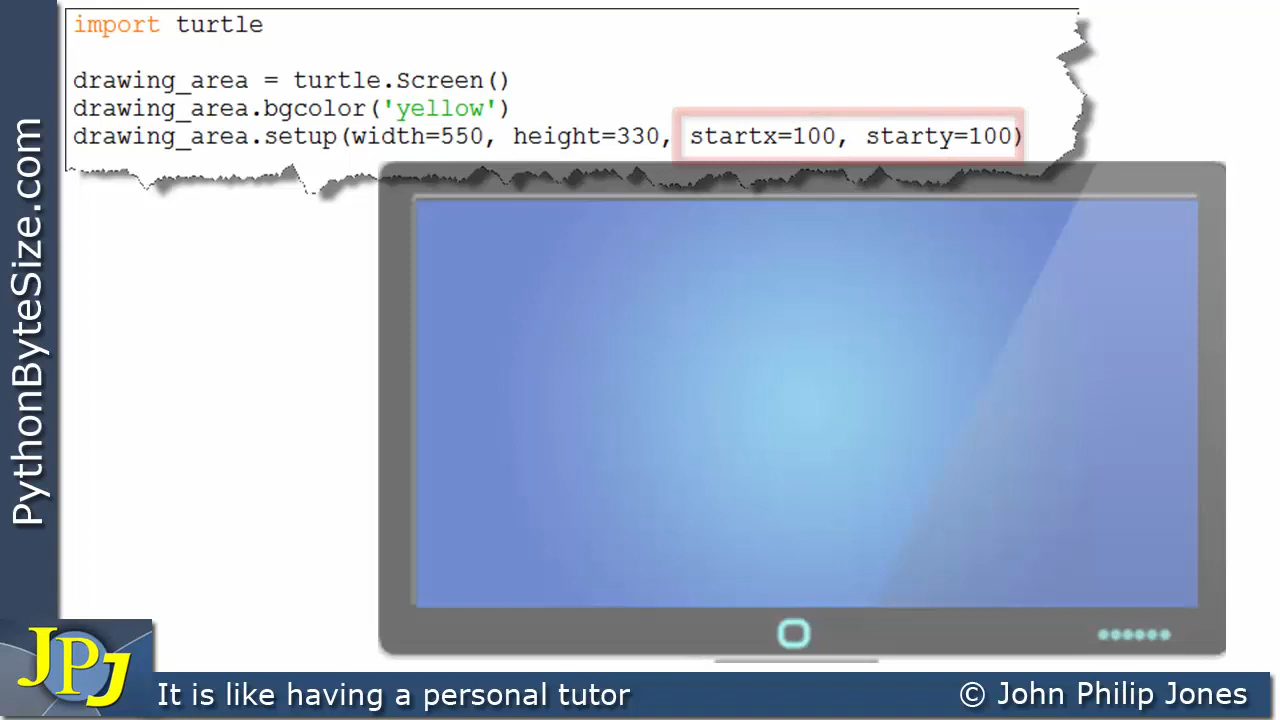 import turtle
drawing_area = turtle.Screen()
drawing_area.bgcolor('yellow')
drawing_area.setup(width=550, height=330, startx=100, starty=100)
PythonByteSize.com
JPJ
It is like having a personal tutor
© John Philip Jones